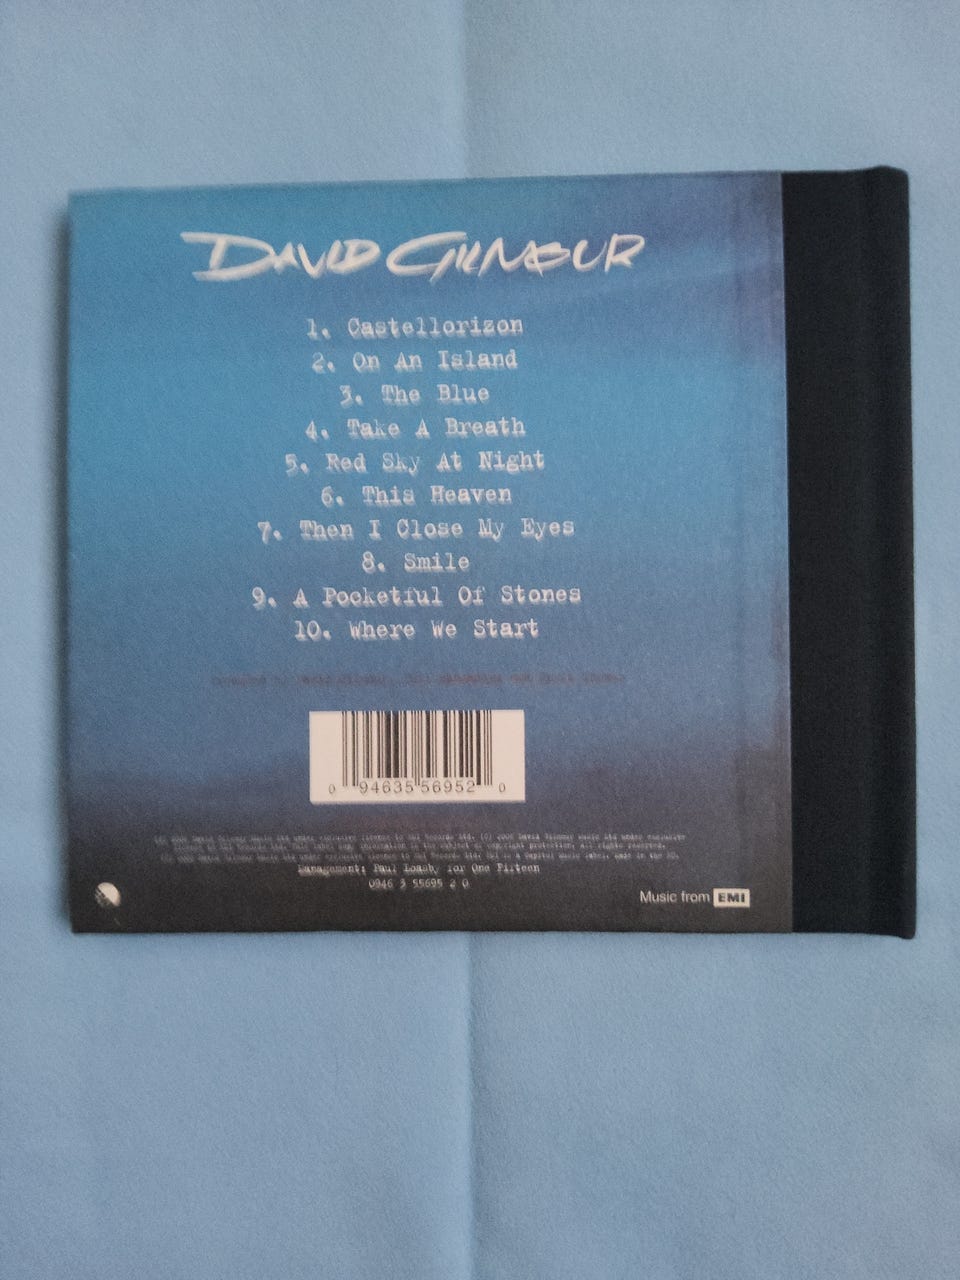 DAVID GILMOUR
1. Castellorizon
2. On An Island
3. The Blue
4. Take A Breath
5. Red Sky At Night
6. This Heaven
7. Then I Close My Eyes
8. Smile
9. A Pocketful Of Stones
10. Where We Start
0 94635 56952 0
Management: Paul Loasby for One Fifteen
0946 3 55695 2 0
Music from EMI